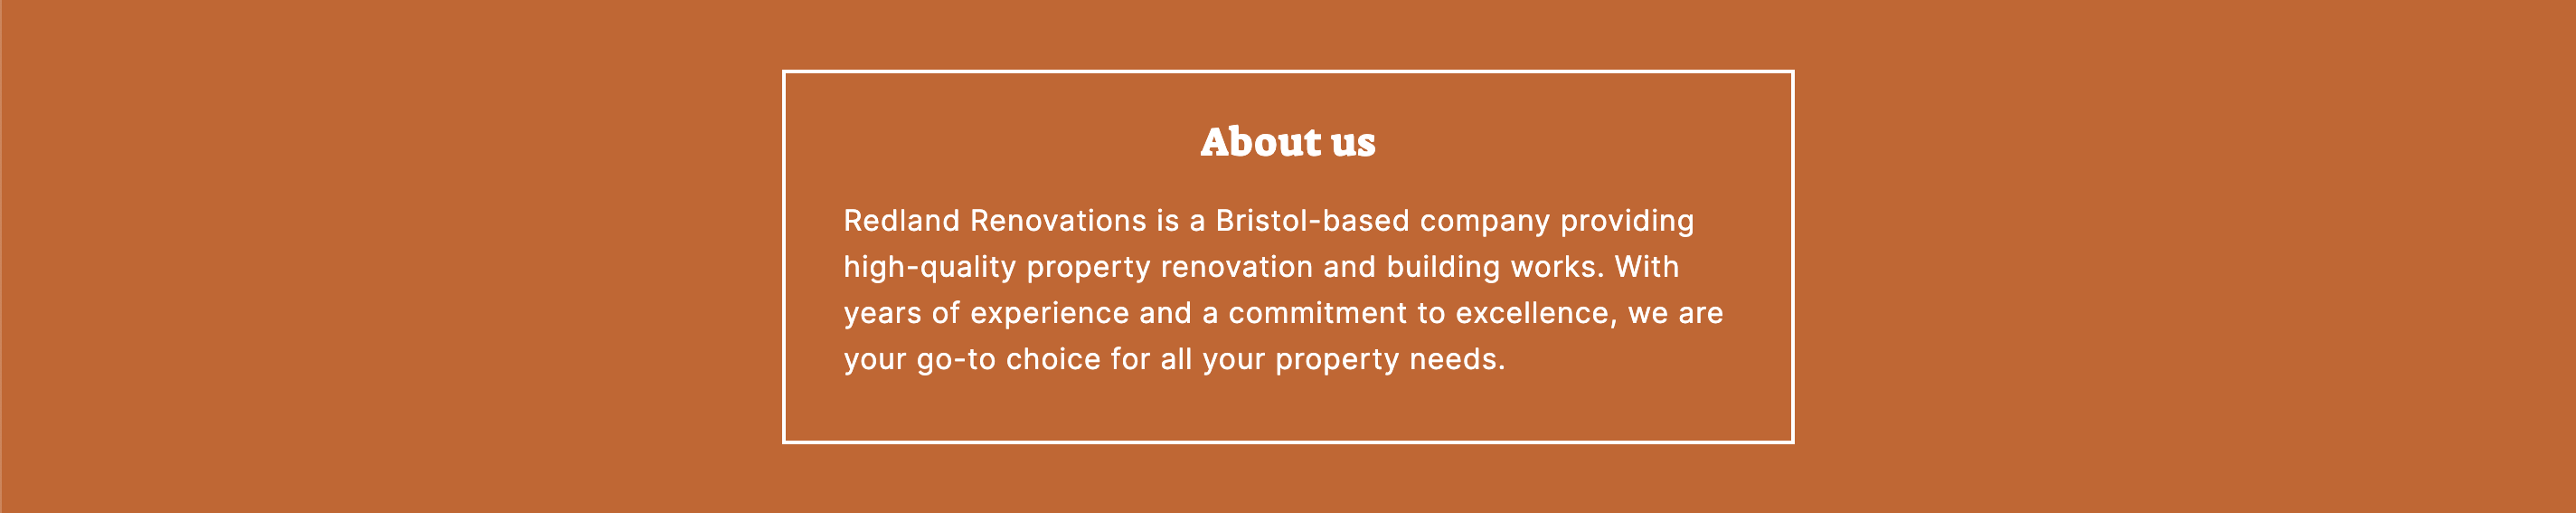 About us
Redland Renovations is a Bristol-based company providing
high-quality property renovation and building works. With
years of experience and a commitment to excellence, we are
your go-to choice for all your property needs.